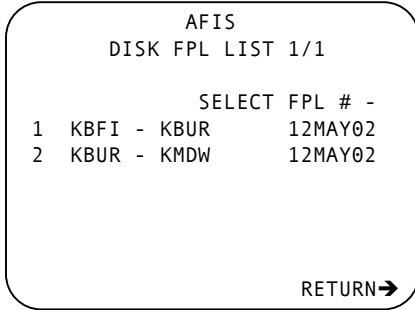 AFIS
DISK FPL LIST 1/1
SELECT FPL # -
1 KBFI - KBUR 12MAY02
2 KBUR - KMDW 12MAY02
RETURN➔